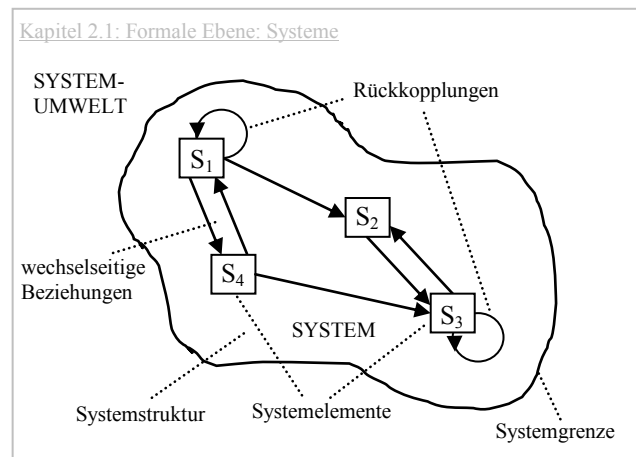 Kapitel 2.1: Formale Ebene: Systeme
SYSTEM-
UMWELT
Rückkopplungen
S₁
S₂
wechselseitige
Beziehungen
S₄
S₃
SYSTEM
Systemstruktur
Systemelemente
Systemgrenze